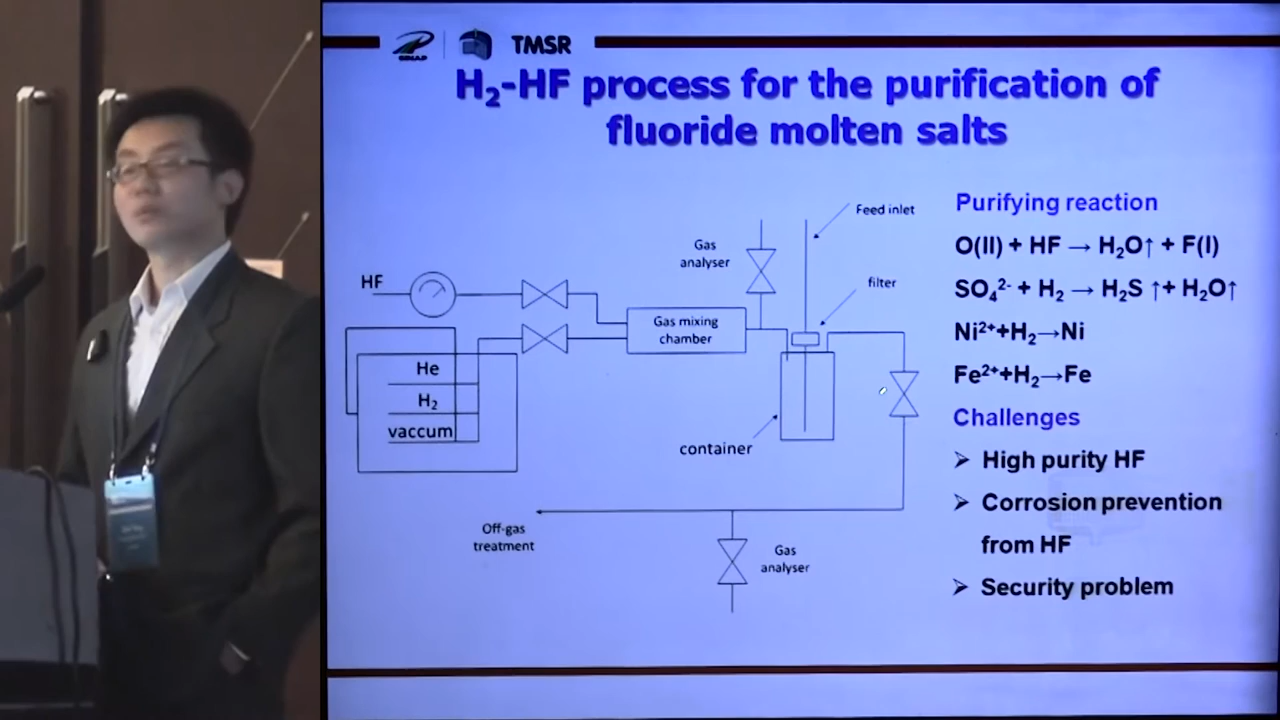 SINAP
TMSR
H₂-HF process for the purification of
fluoride molten salts
HF
He
H₂
vaccum
Gas mixing
chamber
Gas
analyser
Feed inlet
filter
container
Off-gas
treatment
Gas
analyser
Purifying reaction
O(II) + HF → H₂O↑ + F(I)
SO₄²⁻ + H₂ → H₂S ↑+ H₂O↑
Ni²⁺+H₂→Ni
Fe²⁺+H₂→Fe
Challenges
➢ High purity HF
➢ Corrosion prevention
from HF
➢ Security problem